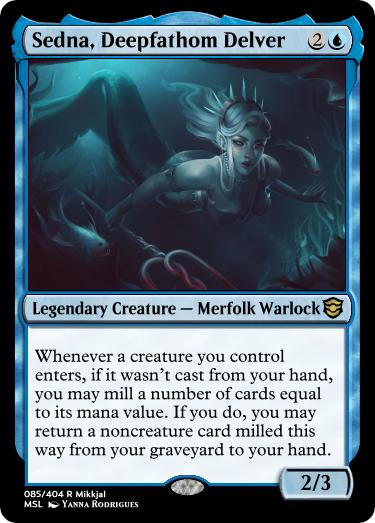 Sedna, Deepfathom Delver 2
Legendary Creature — Merfolk Warlock
Whenever a creature you control
enters, if it wasn't cast from your hand,
you may mill a number of cards equal
to its mana value. If you do, you may
return a noncreature card milled this
way from your graveyard to your hand.
2/3
085/404 R Mikkjal
MSL Yanna Rodrigues